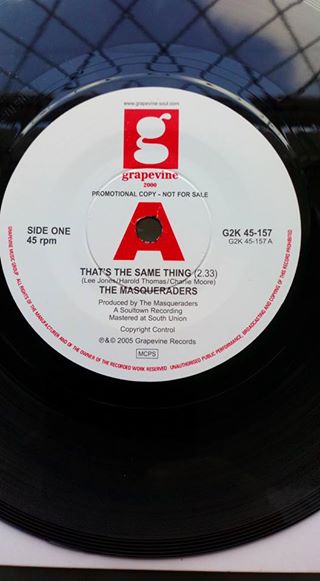 www.grapevine-soul.com
g
grapevine
2000
PROMOTIONAL COPY - NOT FOR SALE
A
SIDE ONE
45 rpm
G2K 45-157
G2K 45-157 A
THAT'S THE SAME THING (2.33)
(Lee Jones/Harold Thomas/Charlie Moore)
THE MASQUERADERS
Produced by The Masqueraders
A Soultown Recording
Mastered at South Union
Copyright Control
℗&© 2005 Grapevine Records
MCPS
GRAPEVINE MUSIC GROUP ALL RIGHTS OF THE MANUFACTURER AND OF THE OWNER OF THE RECORDED WORK RESERVED UNAUTHORISED PUBLIC PERFORMANCE, BROADCASTING AND COPYING OF THIS RECORD PROHIBITED